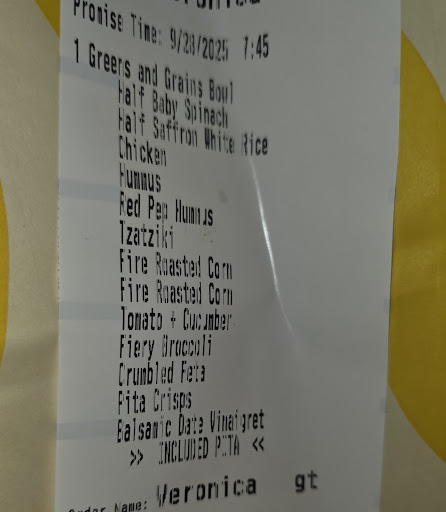 Promise Time: 9/28/2025 7:45
1 Greens and Grains Bowl
Half Baby Spinach
Half Saffron White Rice
Chicken
Hummus
Red Pep Hummus
Tzatziki
Fire Roasted Corn
Fire Roasted Corn
Tomato + Cucumber
Fiery Broccoli
Crumbled Feta
Pita Crisps
Balsamic Date Vinaigret
>> INCLUDED PITA <<
Order Name: Veronica gt